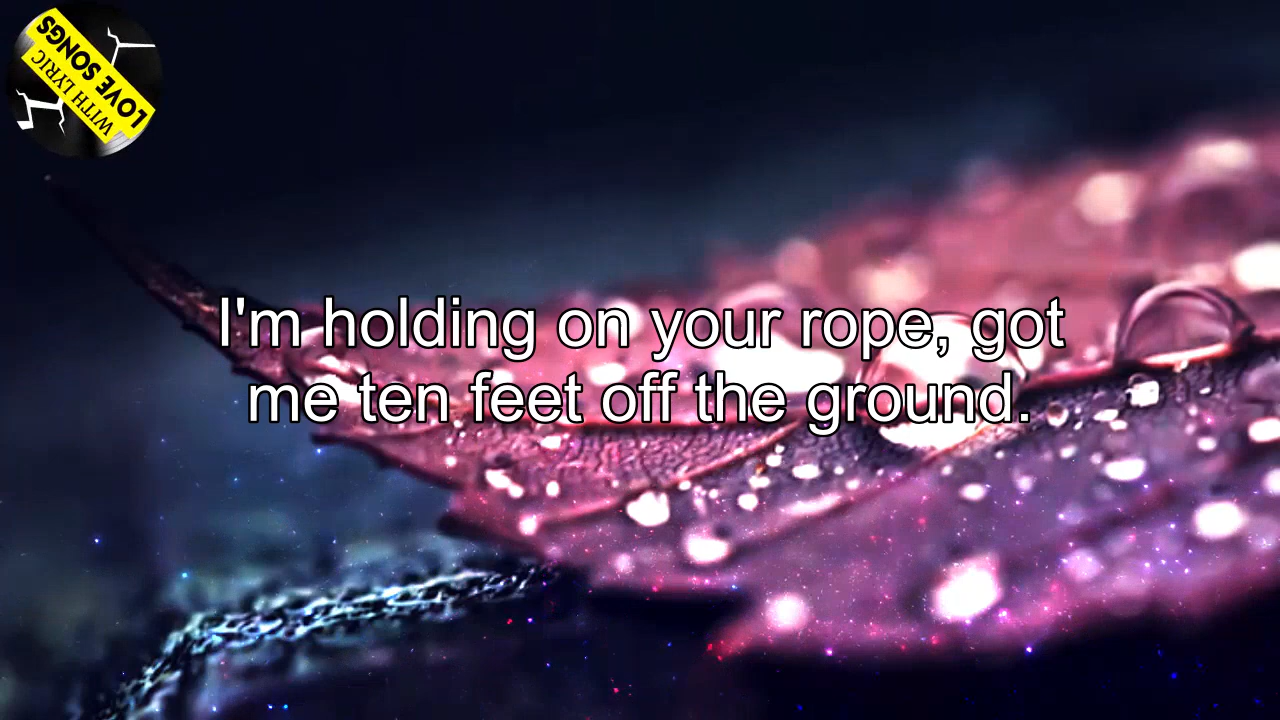 LOVE SONGS
WITH LYRIC
I'm holding on your rope, got
me ten feet off the ground.